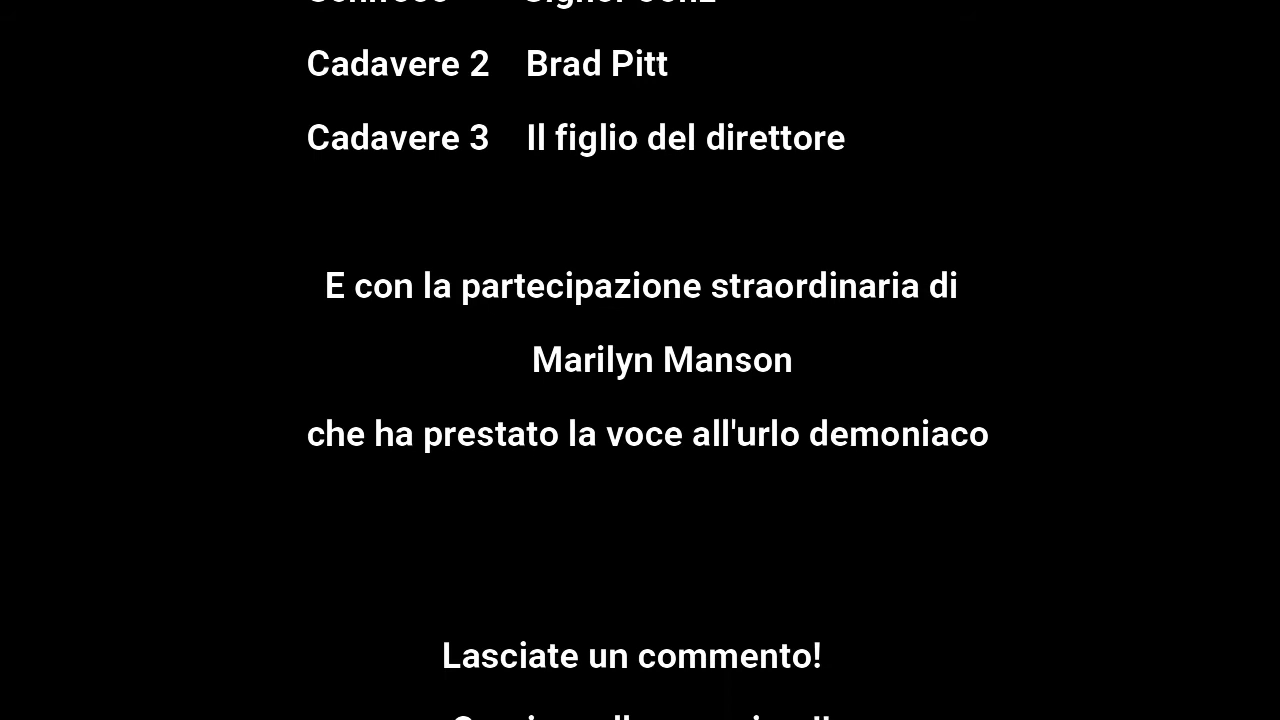 Cadavere 2 Brad Pitt
Cadavere 3 Il figlio del direttore
E con la partecipazione straordinaria di
Marilyn Manson
che ha prestato la voce all'urlo demoniaco
Lasciate un commento!